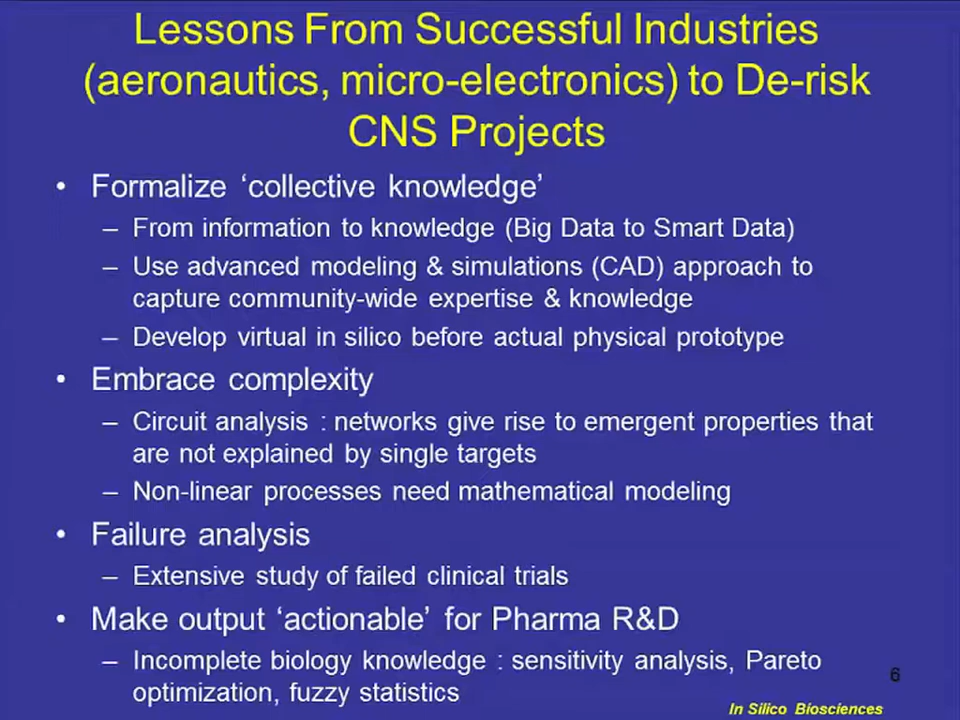 Lessons From Successful Industries
(aeronautics, micro-electronics) to De-risk
CNS Projects
• Formalize ‘collective knowledge’
– From information to knowledge (Big Data to Smart Data)
– Use advanced modeling & simulations (CAD) approach to
capture community-wide expertise & knowledge
– Develop virtual in silico before actual physical prototype
• Embrace complexity
– Circuit analysis : networks give rise to emergent properties that
are not explained by single targets
– Non-linear processes need mathematical modeling
• Failure analysis
– Extensive study of failed clinical trials
• Make output ‘actionable’ for Pharma R&D
– Incomplete biology knowledge : sensitivity analysis, Pareto
optimization, fuzzy statistics
6
In Silico Biosciences